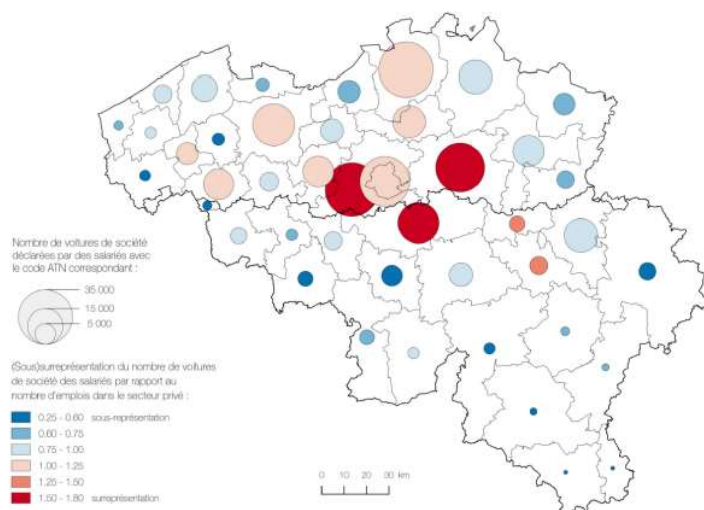 Nombre de voitures de société
déclarées par des salariés avec
le code ATN correspondant :
35 000
15 000
5 000
(Sous)surreprésentation du nombre de voitures
de société des salariés par rapport au
nombre d'emplois dans le secteur privé :
0.25 - 0.60 sous-représentation
0.60 - 0.75
0.75 - 1.00
1.00 - 1.25
1.25 - 1.50
1.50 - 1.80 surreprésentation
0 10 20 30 km